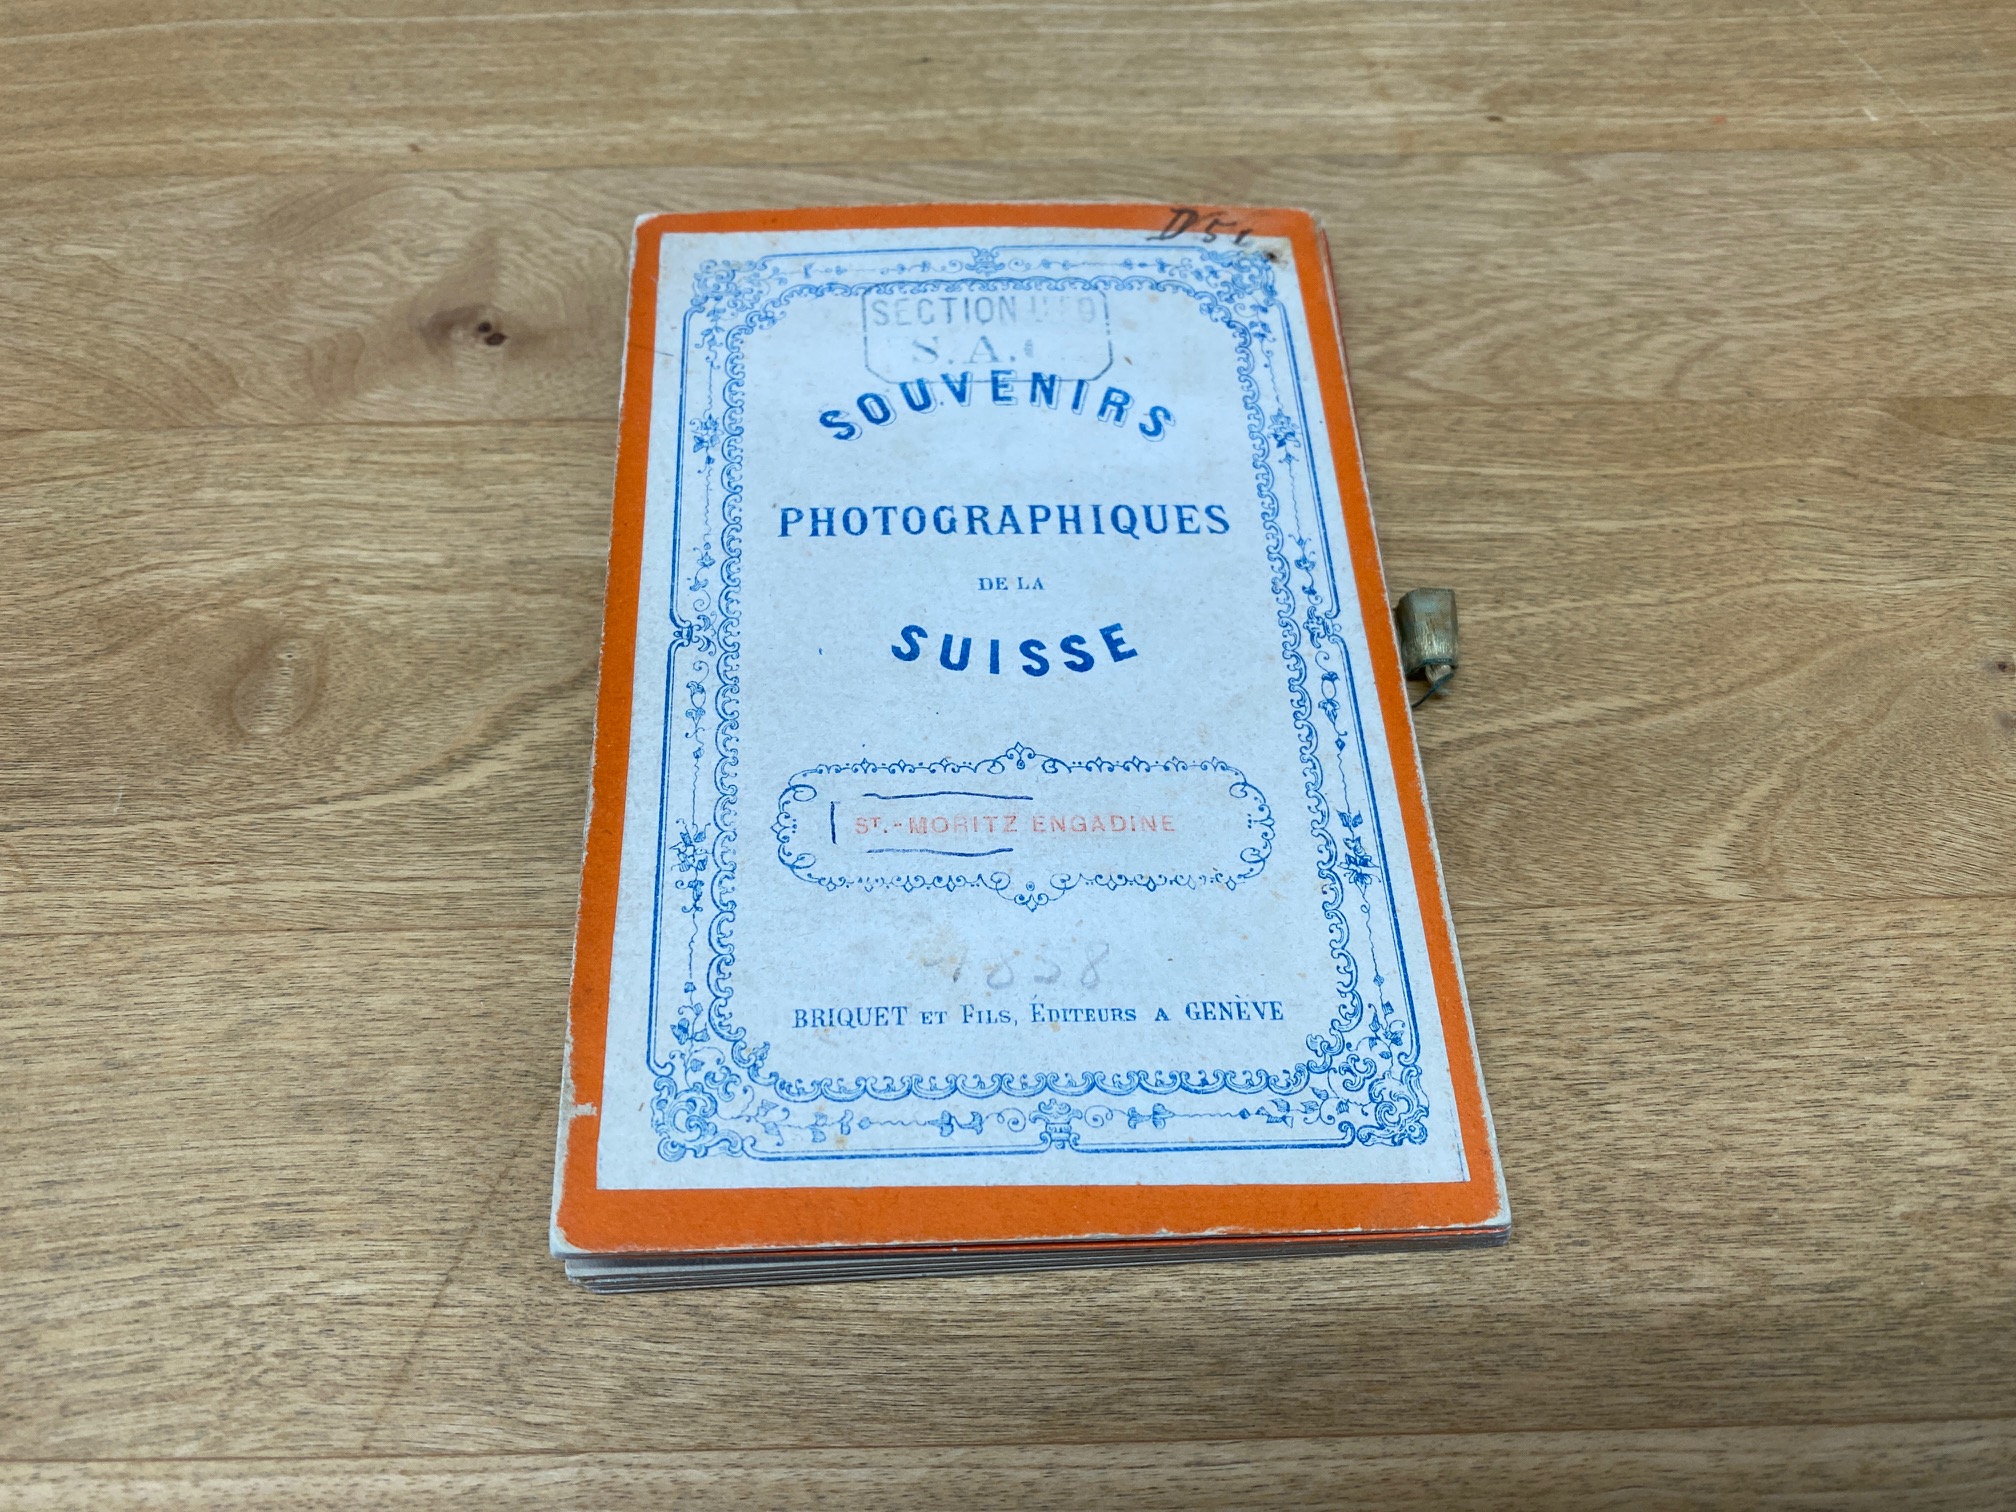 SECTION
S. A.
SOUVENIRS
PHOTOGRAPHIQUES
DE LA
SUISSE
ST.-MORITZ ENGADINE
BRIQUET ET FILS, ÉDITEURS A GENÈVE